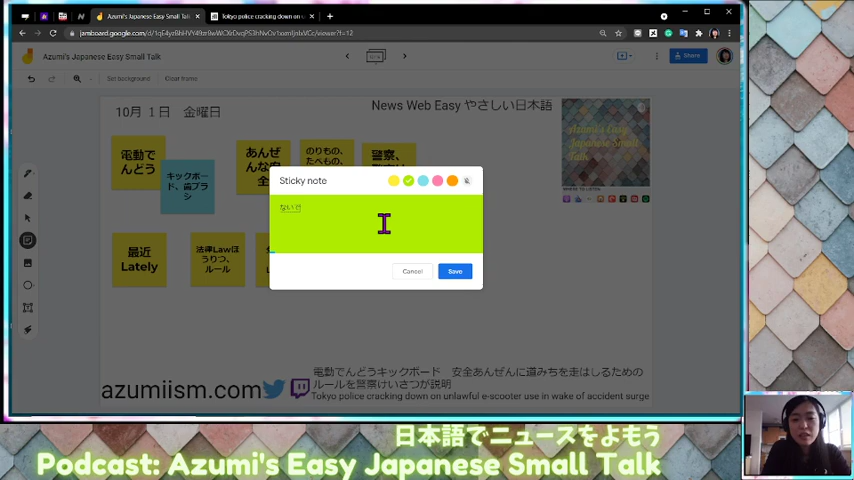 Azumi's Japanese Easy Small Talk
Tokyo police cracking down on u
jamboard.google.com
Azumi's Japanese Easy Small Talk
Share
Set background
Clear frame
10月 1日 金曜日
News Web Easy やさしい日本語
Azumi's Easy
Japanese Small
Talk
電動で
んどう
キックボー
ド、歯ブラ
シ
あんぜ
んな安
全
のりもの、
たべもの、
警察、
Sticky note
ないで
Cancel
Save
最近
Lately
法律Lawほ
うりつ、
ルール
電動でんどうキックボード 安全あんぜんに道みちを走はしるための
ルールを警察けいさつが説明
azumiism.com
Tokyo police cracking down on unlawful e-scooter use in wake of accident surge
日本語でニュースをよもう
Podcast: Azumi's Easy Japanese Small Talk